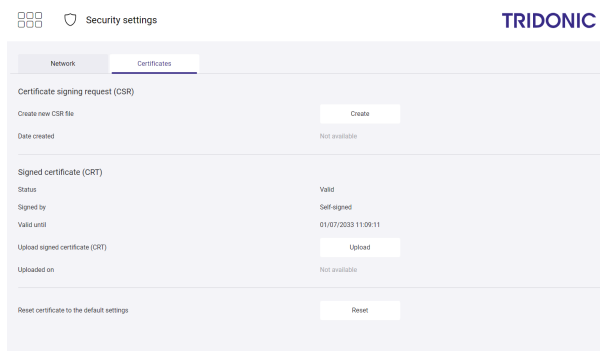 Security settings
TRIDONIC
Network Certificates
Certificate signing request (CSR)
Create new CSR file Create
Date created Not available
Signed certificate (CRT)
Status Valid
Signed by Self-signed
Valid until 01/07/2033 11:09:11
Upload signed certificate (CRT) Upload
Uploaded on Not available
Reset certificate to the default settings Reset